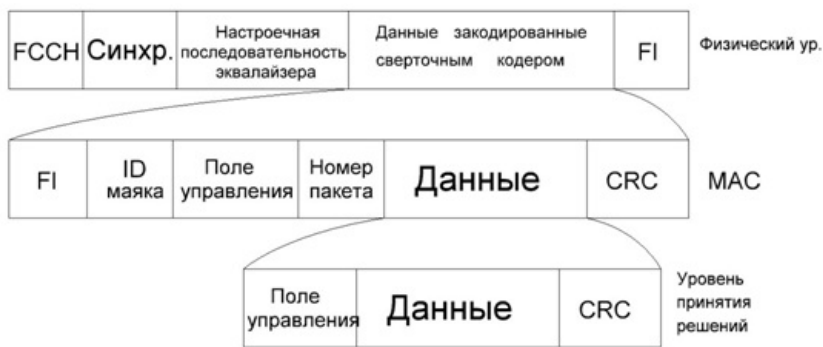 FCCH
Синхр.
Настроечная
последовательность
эквалайзера
Данные закодированные
сверточным кодером
FI
Физический ур.
FI
ID
маяка
Поле
управления
Номер
пакета
Данные
CRC
MAC
Поле
управления
Данные
CRC
Уровень
принятия
решений